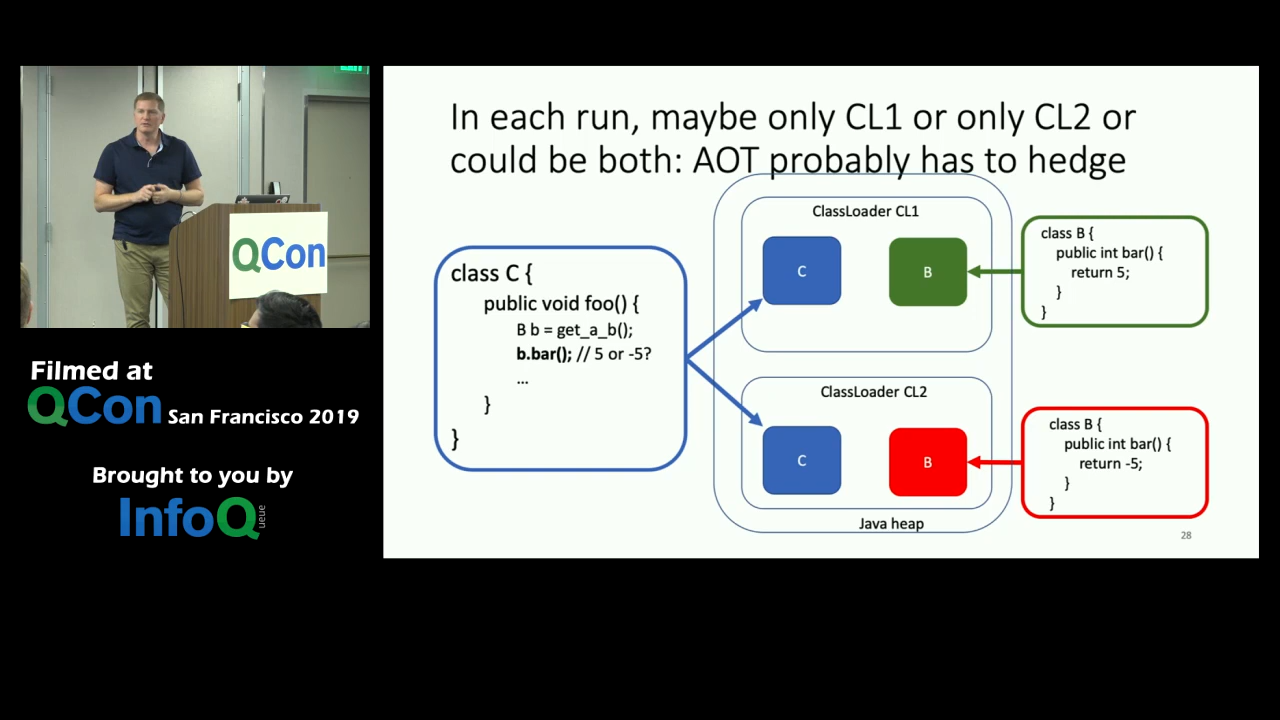 QCon
Filmed at
QCon San Francisco 2019
Brought to you by
InfoQ
ueue
In each run, maybe only CL1 or only CL2 or
could be both: AOT probably has to hedge
class C {
public void foo() {
B b = get_a_b();
b.bar(); // 5 or -5?
...
}
}
ClassLoader CL1
C
B
ClassLoader CL2
C
B
Java heap
class B {
public int bar() {
return 5;
}
}
class B {
public int bar() {
return -5;
}
}
28